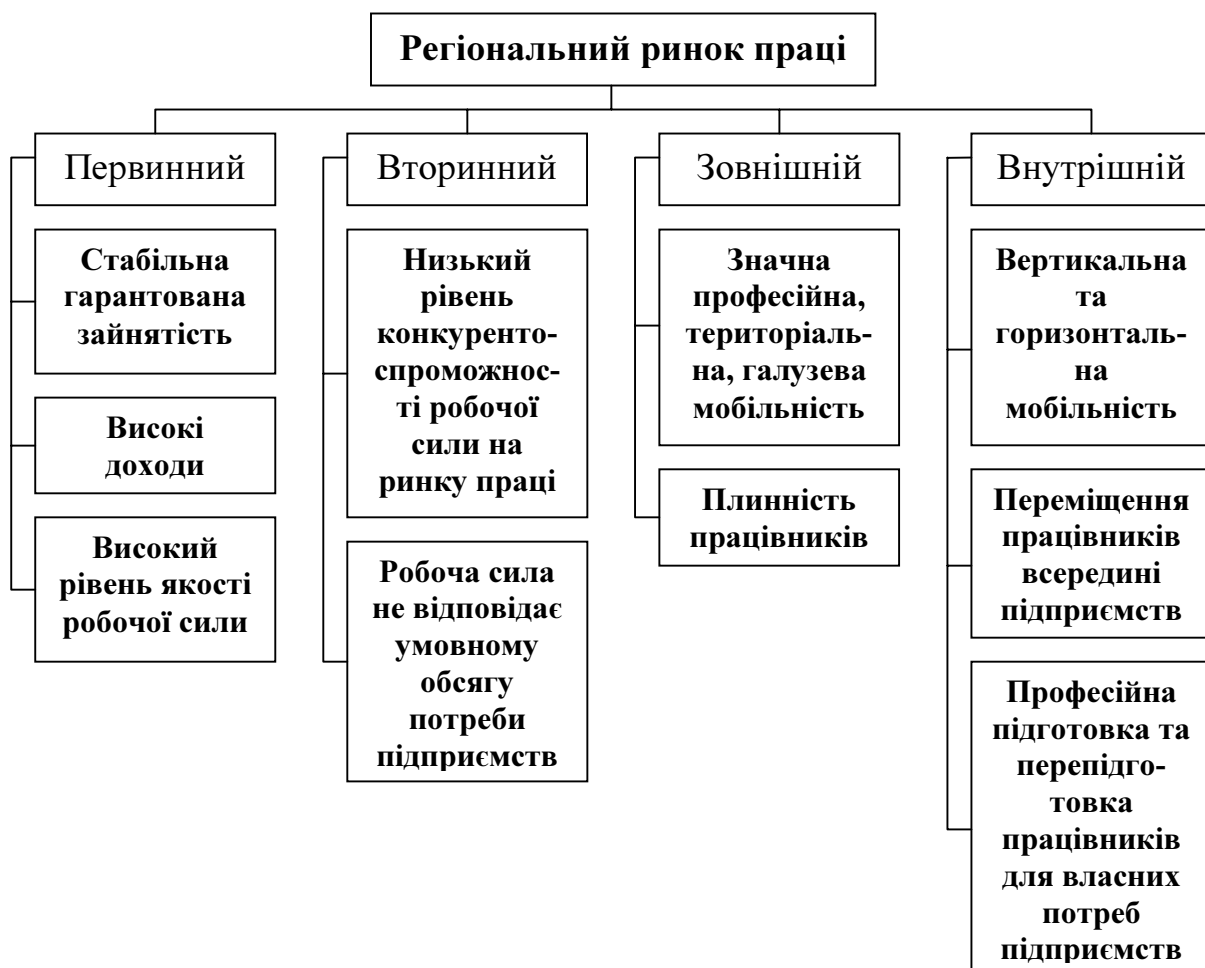 Регіональний ринок праці
Первинний
Вторинний
Зовнішній
Внутрішній
Стабільна
гарантована
зайнятість
Високі
доходи
Високий
рівень якості
робочої сили
Низький
рівень
конкуренто-
спроможнос-
ті робочої
сили на
ринку праці
Робоча сила
не відповідає
умовному
обсягу
потреби
підприємств
Значна
професійна,
територіаль-
на, галузева
мобільність
Плинність
працівників
Вертикальна
та
горизонталь-
на
мобільність
Переміщення
працівників
всередині
підприємств
Професійна
підготовка та
перепідго-
товка
працівників
для власних
потреб
підприємств